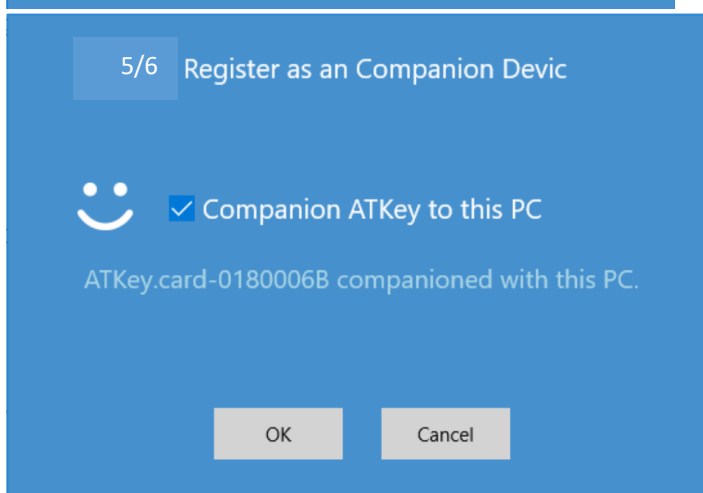 5/6 Register as an Companion Devic
Companion ATKey to this PC
ATKey.card-0180006B companioned with this PC.
OK Cancel